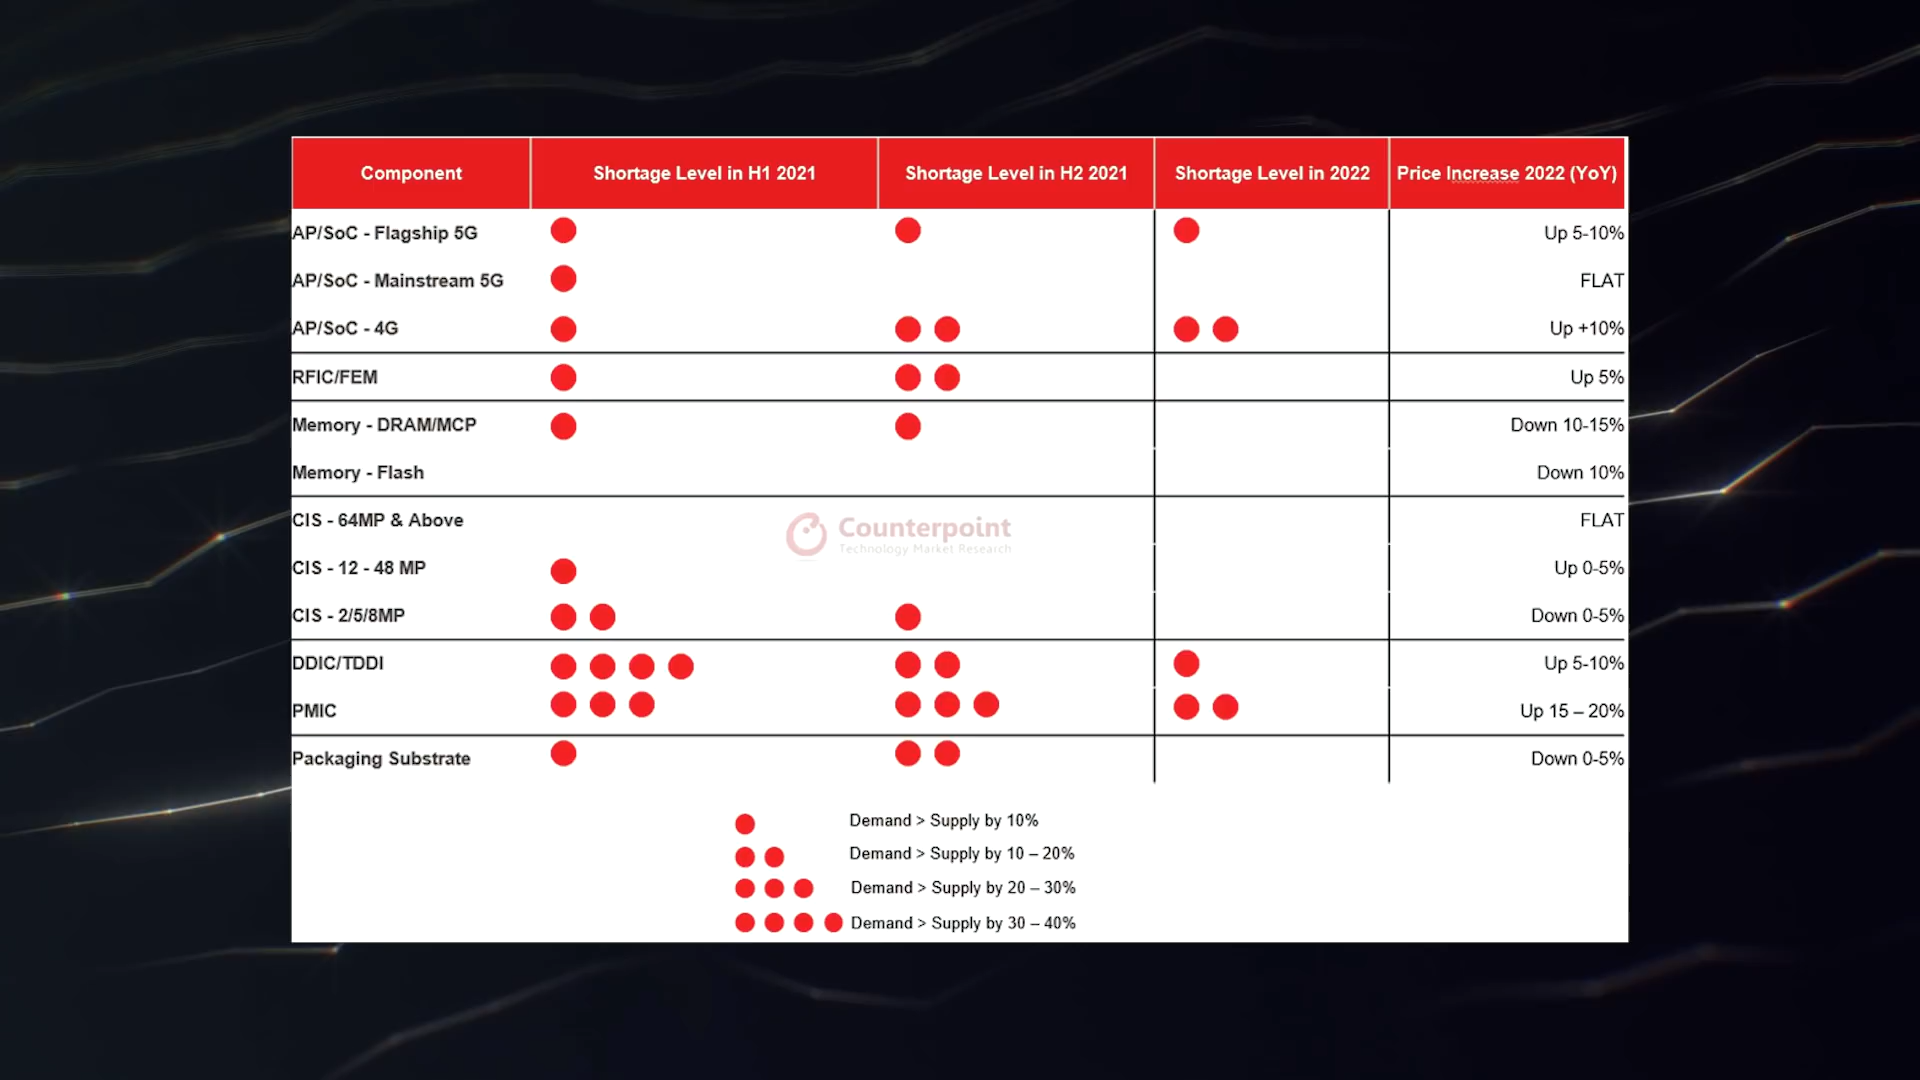 Component Shortage Level in H1 2021 Shortage Level in H2 2021 Shortage Level in 2022 Price Increase 2022 (YoY)
AP/SoC - Flagship 5G Up 5-10%
AP/SoC - Mainstream 5G FLAT
AP/SoC - 4G Up +10%
RFIC/FEM Up 5%
Memory - DRAM/MCP Down 10-15%
Memory - Flash Down 10%
CIS - 64MP & Above FLAT
Counterpoint
Technology Market Research
CIS - 12 - 48 MP Up 0-5%
CIS - 2/5/8MP Down 0-5%
DDIC/TDDI Up 5-10%
PMIC Up 15 – 20%
Packaging Substrate Down 0-5%
Demand > Supply by 10%
Demand > Supply by 10 – 20%
Demand > Supply by 20 – 30%
Demand > Supply by 30 – 40%